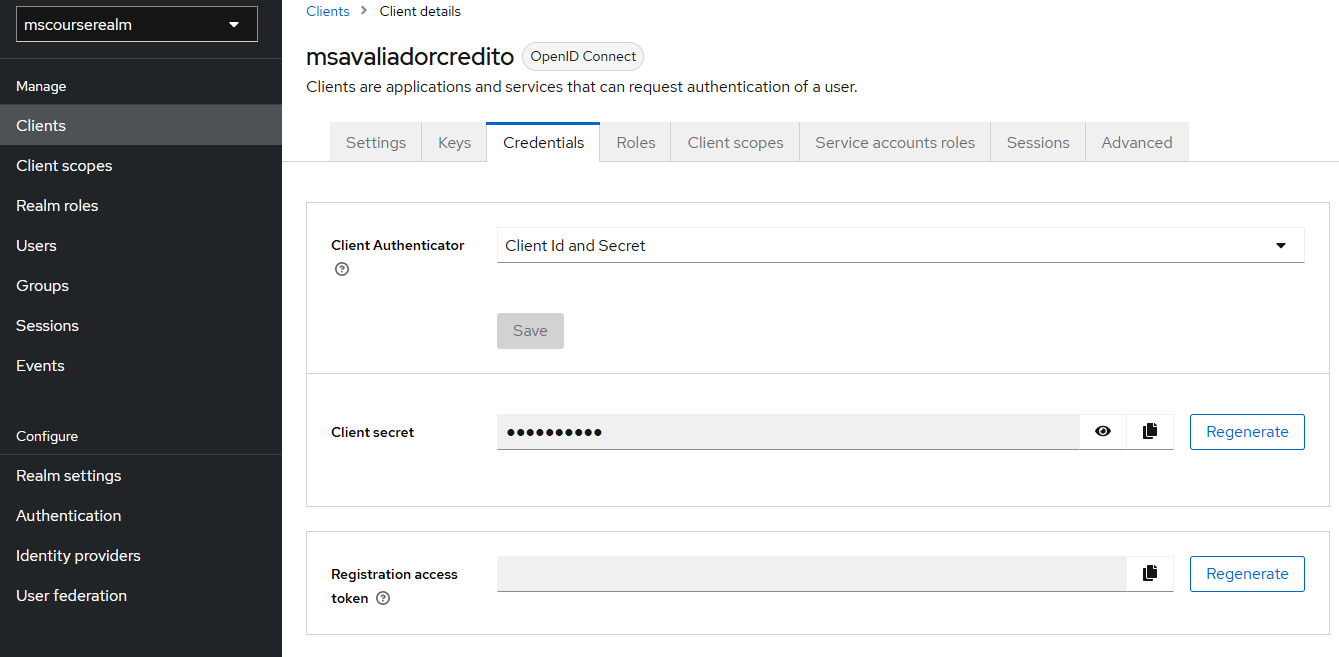 mscourserealm
Manage
Clients
Client scopes
Realm roles
Users
Groups
Sessions
Events
Configure
Realm settings
Authentication
Identity providers
User federation
Clients > Client details
msavaliadorcredito OpenID Connect
Clients are applications and services that can request authentication of a user.
Settings Keys Credentials Roles Client scopes Service accounts roles Sessions Advanced
Client Authenticator Client Id and Secret
Save
Client secret ●●●●●●●●●● Regenerate
Registration access Regenerate
token